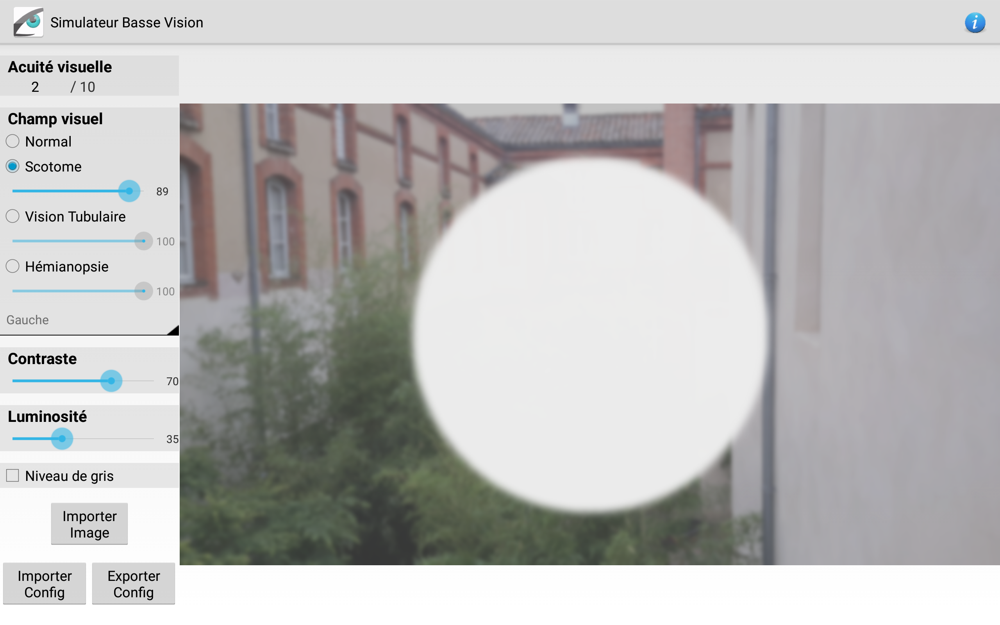 Simulateur Basse Vision
i
Acuité visuelle
2 / 10
Champ visuel
Normal
Scotome
89
Vision Tubulaire
100
Hémianopsie
100
Gauche
Contraste
70
Luminosité
35
Niveau de gris
Importer
Image
Importer
Config
Exporter
Config